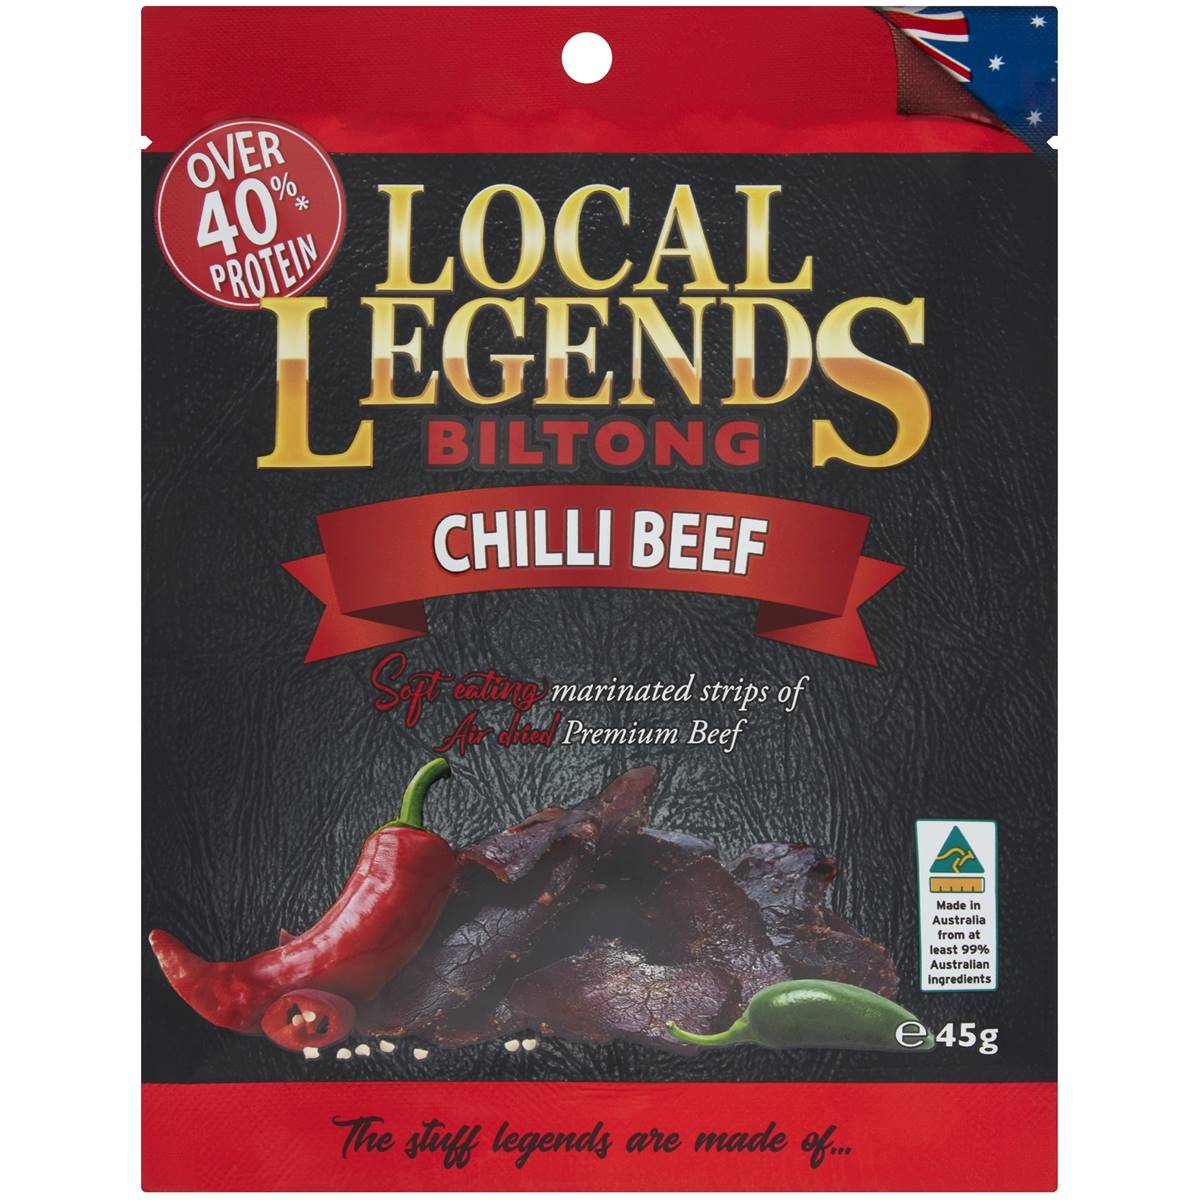 OVER
40%*
PROTEIN
LOCAL
LEGENDS
BILTONG
CHILLI BEEF
Soft eating marinated strips of
Air dried Premium Beef
Made in
Australia
from at
least 99%
Australian
ingredients
℮ 45g
The stuff legends are made of...